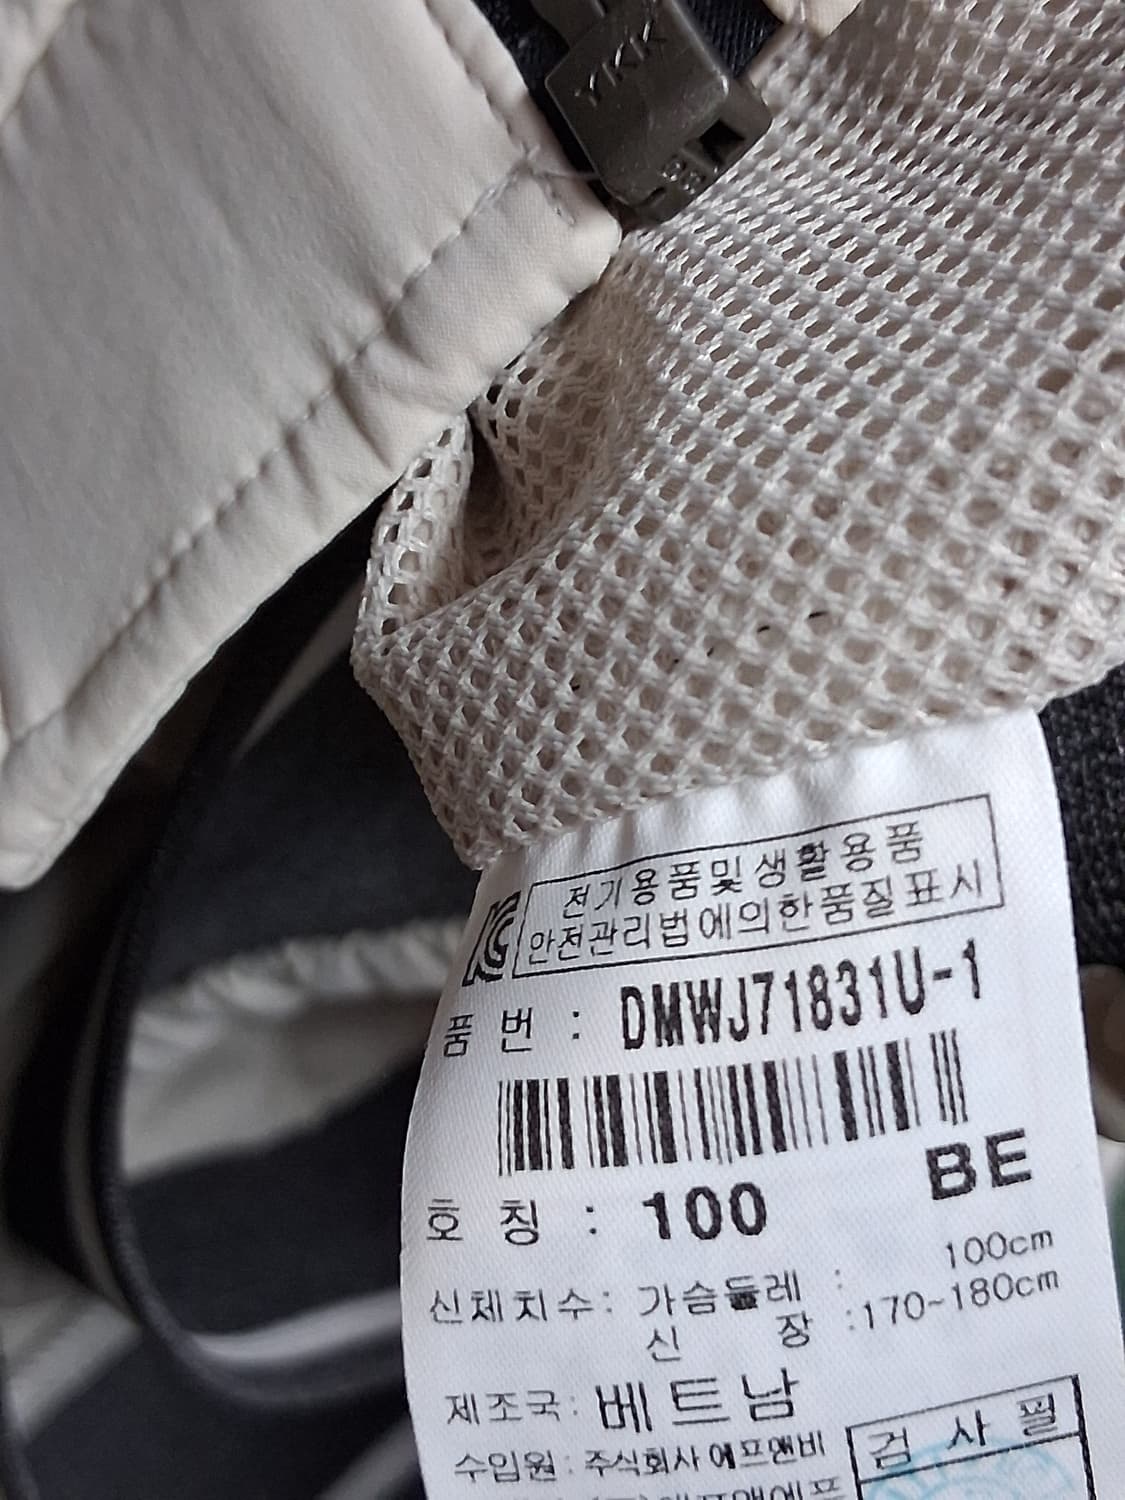 YKK
전기용품및생활용품
안전관리법에의한품질표시
품 번 : DMWJ71831U-1
BE
호 칭 : 100
신체치수: 가슴둘레 : 100cm
신 장 :170~180cm
제조국: 베트남
수입원 : 주식회사 에프앤비
검 사 필